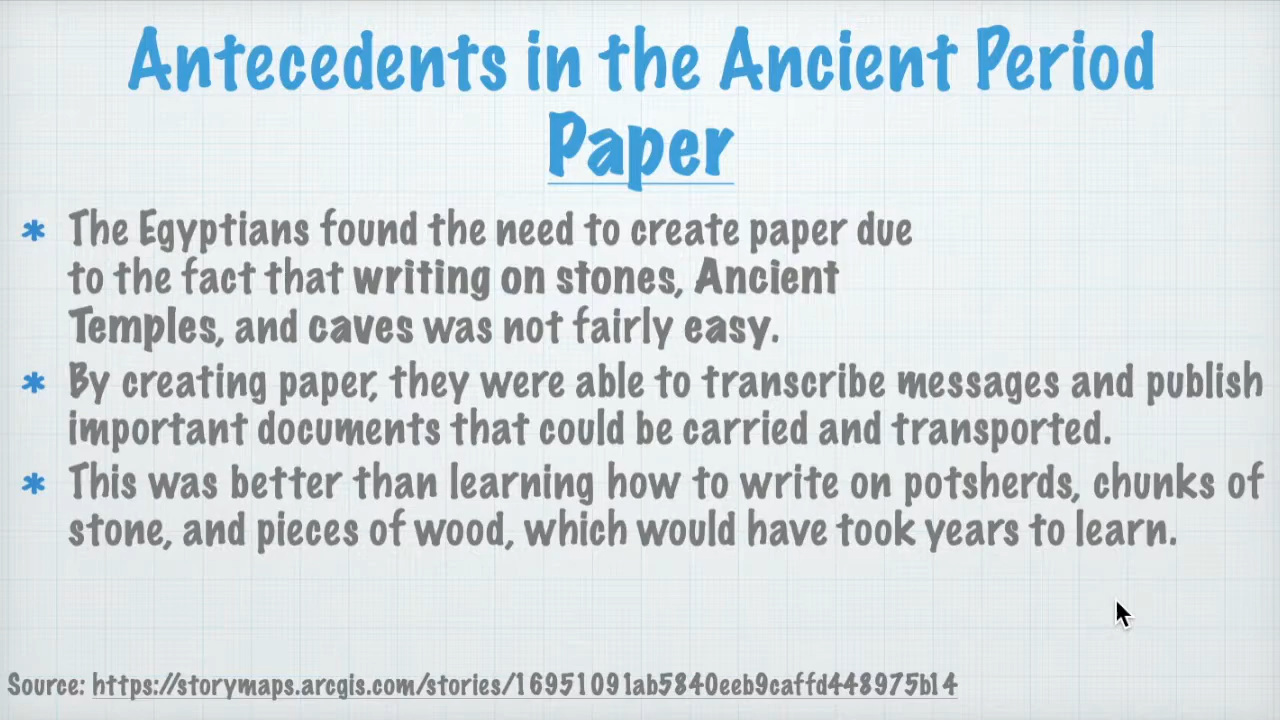 Antecedents in the Ancient Period
Paper
* The Egyptians found the need to create paper due
to the fact that writing on stones, Ancient
Temples, and caves was not fairly easy.
* By creating paper, they were able to transcribe messages and publish
important documents that could be carried and transported.
* This was better than learning how to write on potsherds, chunks of
stone, and pieces of wood, which would have took years to learn.
Source: https://storymaps.arcgis.com/stories/16951091ab5840eeb9caffd448975b14